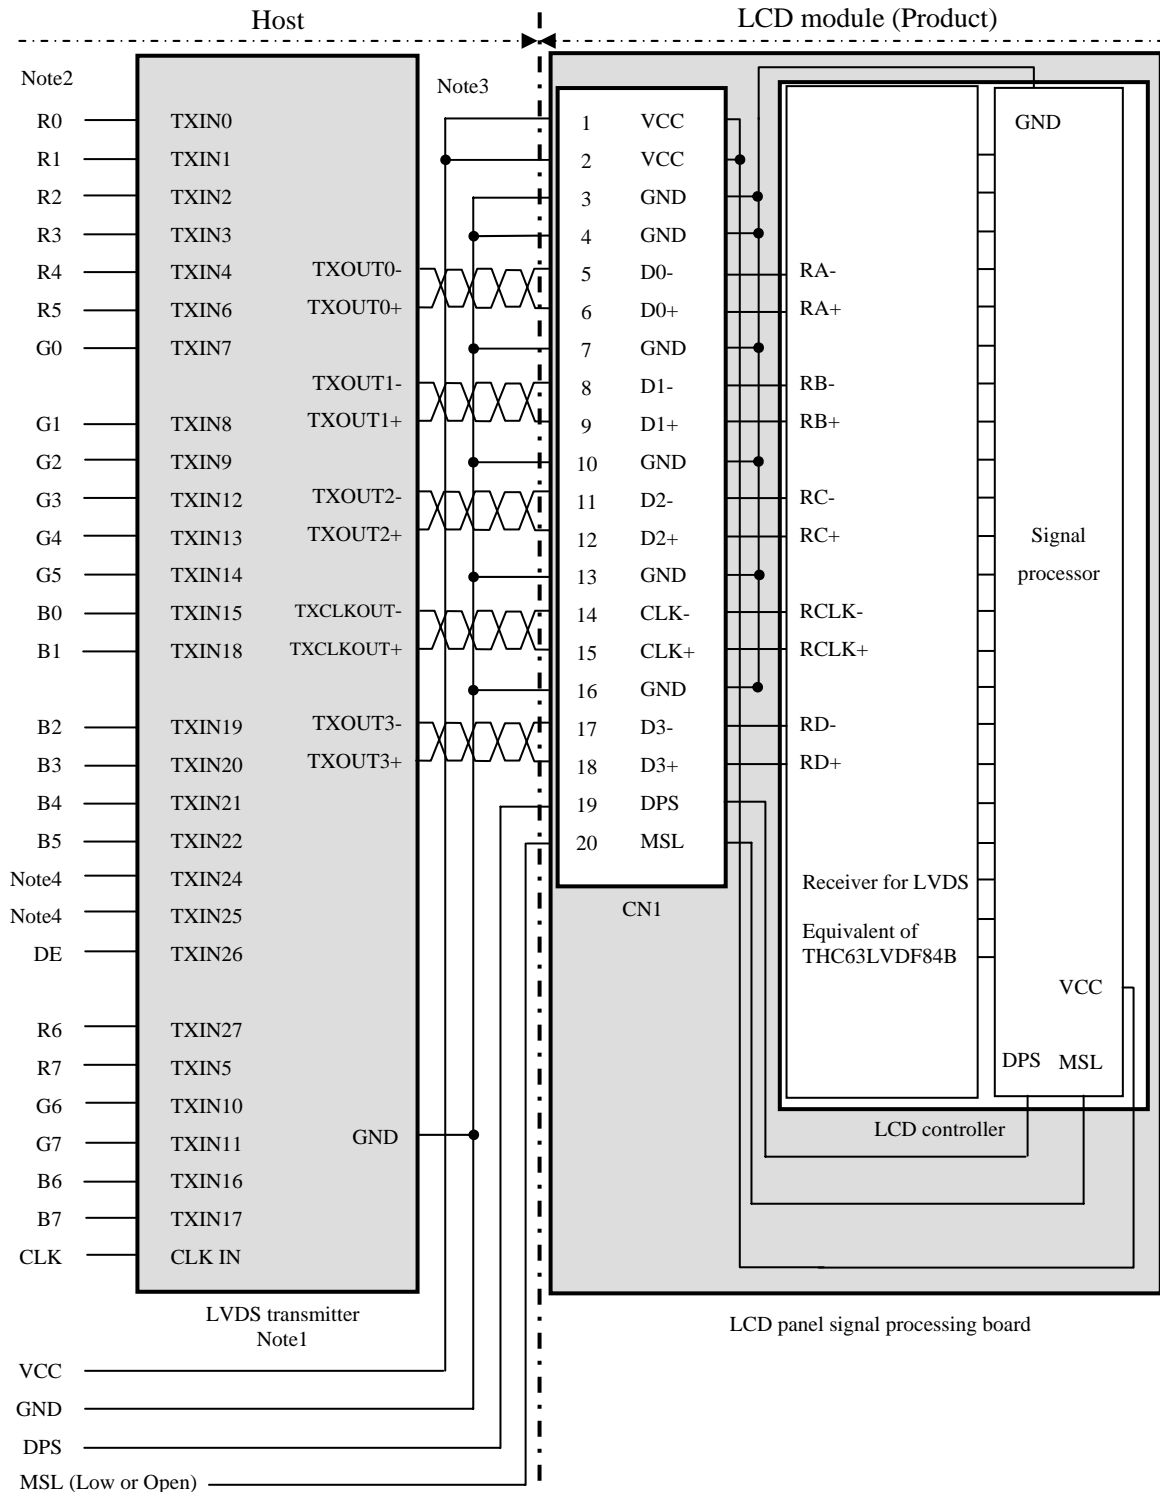 Host
LCD module (Product)
Note2
Note3
R0 TXIN0
R1 TXIN1
R2 TXIN2
R3 TXIN3
R4 TXIN4
R5 TXIN6
G0 TXIN7
G1 TXIN8
G2 TXIN9
G3 TXIN12
G4 TXIN13
G5 TXIN14
B0 TXIN15
B1 TXIN18
B2 TXIN19
B3 TXIN20
B4 TXIN21
B5 TXIN22
Note4 TXIN24
Note4 TXIN25
DE TXIN26
R6 TXIN27
R7 TXIN5
G6 TXIN10
G7 TXIN11
B6 TXIN16
B7 TXIN17
CLK CLK IN
TXOUT0-
TXOUT0+
TXOUT1-
TXOUT1+
TXOUT2-
TXOUT2+
TXCLKOUT-
TXCLKOUT+
TXOUT3-
TXOUT3+
GND
LVDS transmitter
Note1
VCC
GND
DPS
MSL (Low or Open)
1 VCC
2 VCC
3 GND
4 GND
5 D0-
6 D0+
7 GND
8 D1-
9 D1+
10 GND
11 D2-
12 D2+
13 GND
14 CLK-
15 CLK+
16 GND
17 D3-
18 D3+
19 DPS
20 MSL
CN1
RA-
RA+
RB-
RB+
RC-
RC+
RCLK-
RCLK+
RD-
RD+
Receiver for LVDS
Equivalent of
THC63LVDF84B
GND
Signal
processor
VCC
DPS MSL
LCD controller
LCD panel signal processing board